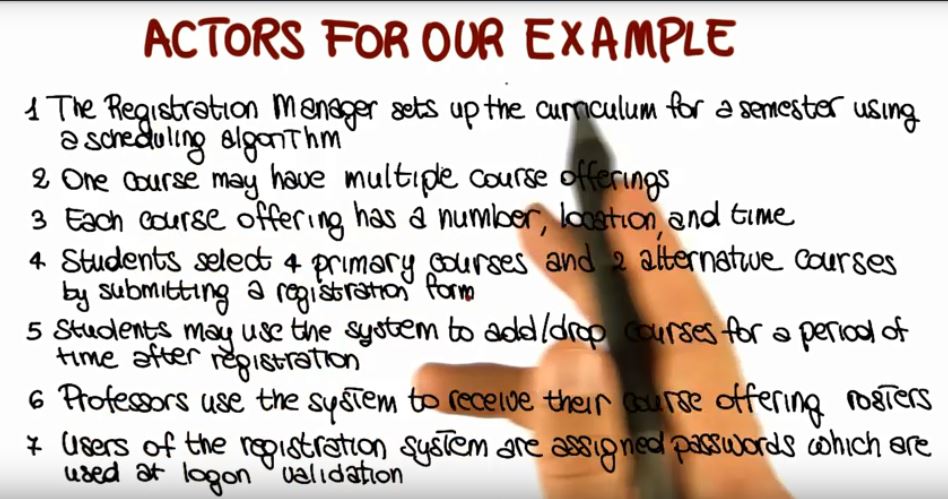 ACTORS FOR OUR EXAMPLE
1 The Registration Manager sets up the curriculum for a semester using
a scheduling algorithm
2 One course may have multiple course offerings
3 Each course offering has a number, location, and time
4 Students select 4 primary courses and 2 alternative courses
by submitting a registration form
5 Students may use the system to add/drop courses for a period of
time after registration
6 Professors use the system to receive their course offering rosters
7 Users of the registration system are assigned passwords which are
used at logon validation